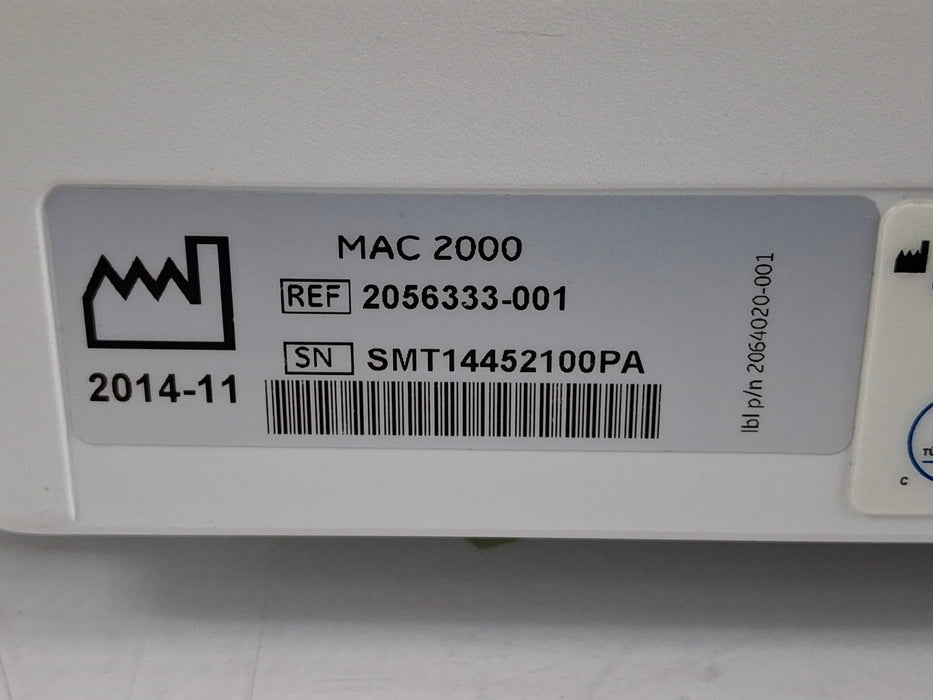 MAC 2000
REF 2056333-001
SN SMT14452100PA
2014-11
lbl p/n 2064020-001
c